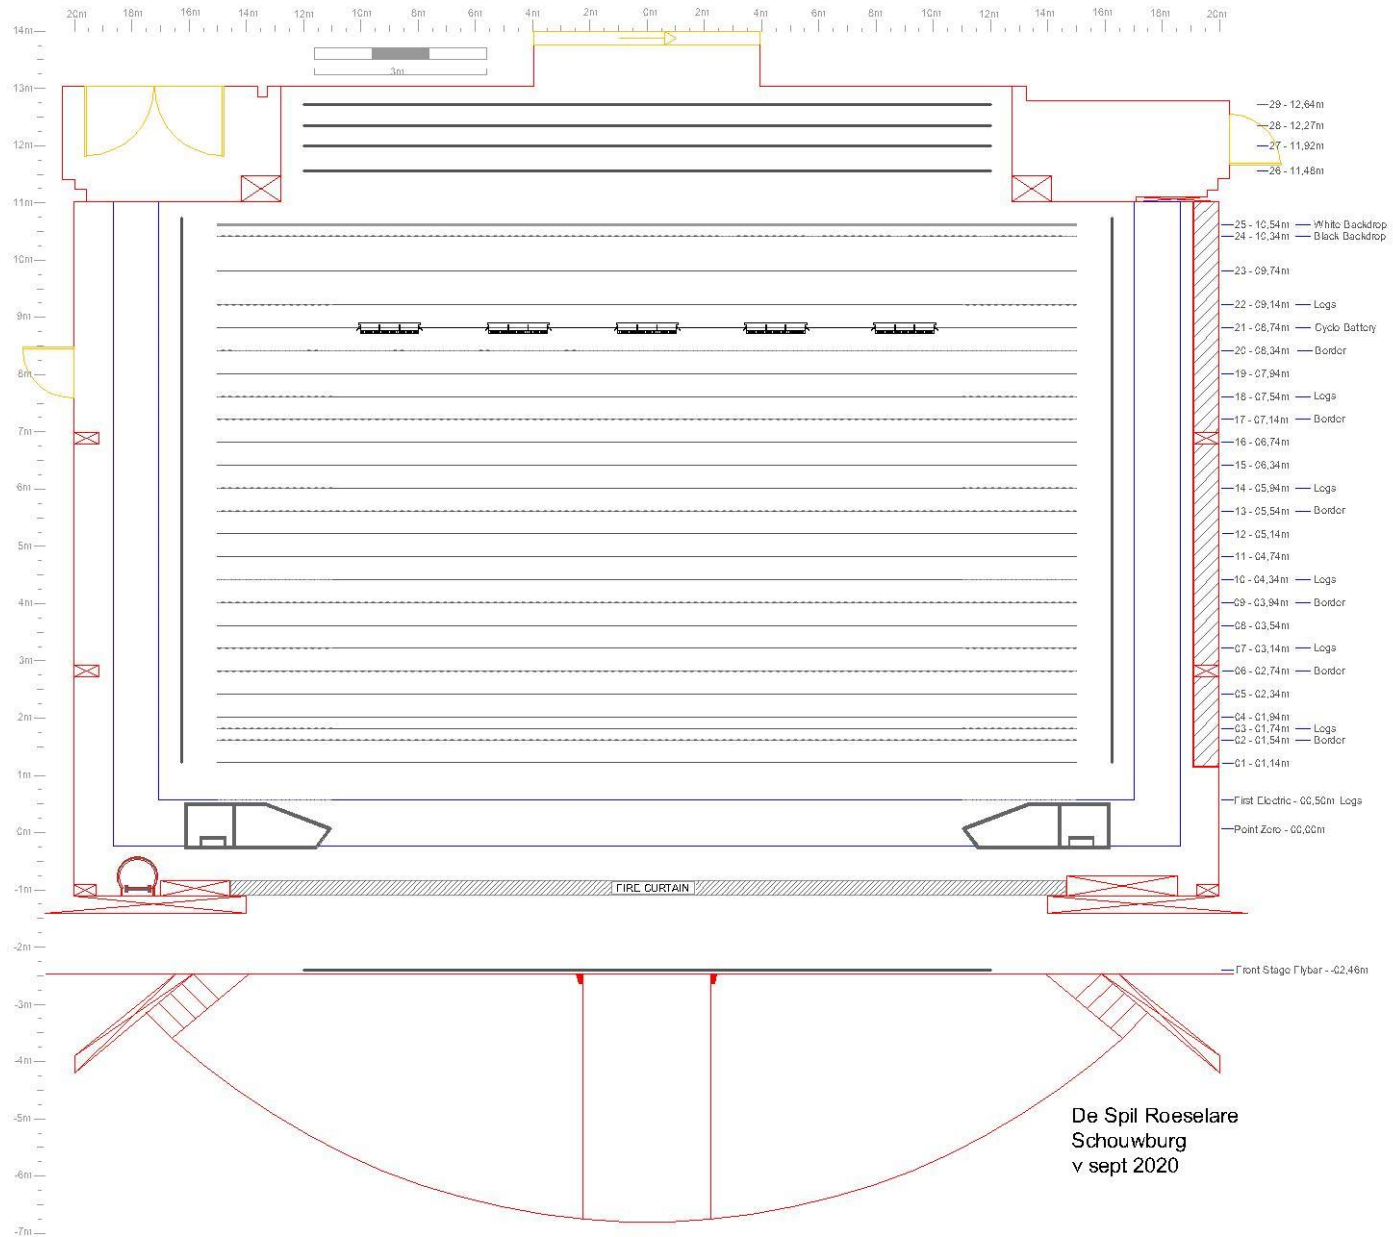 20m 18m 16m 14m 12m 10m 8m 6m 4m 2m 0m 2m 4m 6m 8m 10m 12m 14m 16m 18m 20m
14m
3m
13m
29 - 12,64m
28 - 12,27m
12m
27 - 11,92m
26 - 11,48m
11m
25 - 10,54m White Backdrop
24 - 10,34m Black Backdrop
10m
23 - 09,74m
22 - 09,14m Legs
9m
21 - 08,74m Cyclo Battery
20 - 08,34m Border
8m
19 - 07,94m
18 - 07,54m Legs
17 - 07,14m Border
7m
16 - 06,74m
15 - 06,34m
6m
14 - 05,94m Legs
13 - 05,54m Border
12 - 05,14m
5m
11 - 04,74m
10 - 04,34m Legs
4m
09 - 03,94m Border
08 - 03,54m
07 - 03,14m Legs
3m
06 - 02,74m Border
05 - 02,34m
2m
04 - 01,94m
03 - 01,74m Legs
02 - 01,54m Border
1m
01 - 01,14m
First Electric - 00,50m Legs
0m
Point Zero - 00,00m
-1m
FIRE CURTAIN
-2m
Front Stage Flybar - -02,46m
-3m
-4m
-5m
De Spil Roeselare
Schouwburg
v sept 2020
-6m
-7m